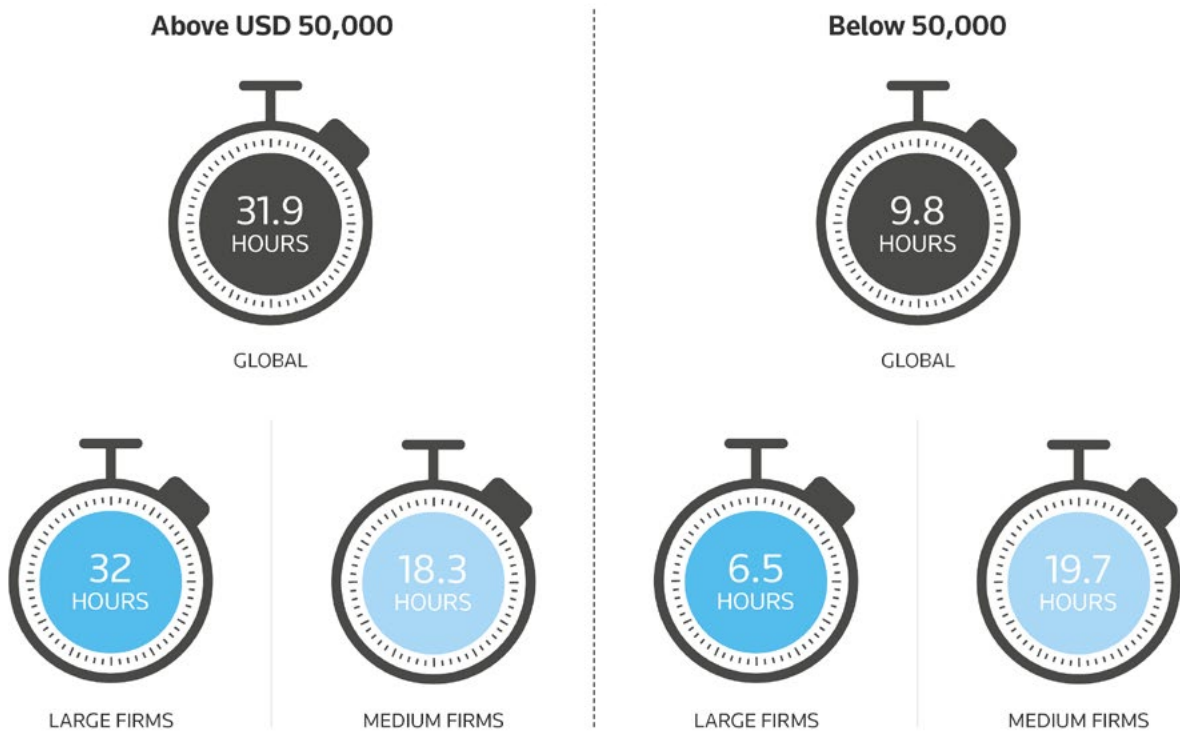 Above USD 50,000
31.9
HOURS
GLOBAL
32
HOURS
LARGE FIRMS
18.3
HOURS
MEDIUM FIRMS
Below 50,000
9.8
HOURS
GLOBAL
6.5
HOURS
LARGE FIRMS
19.7
HOURS
MEDIUM FIRMS